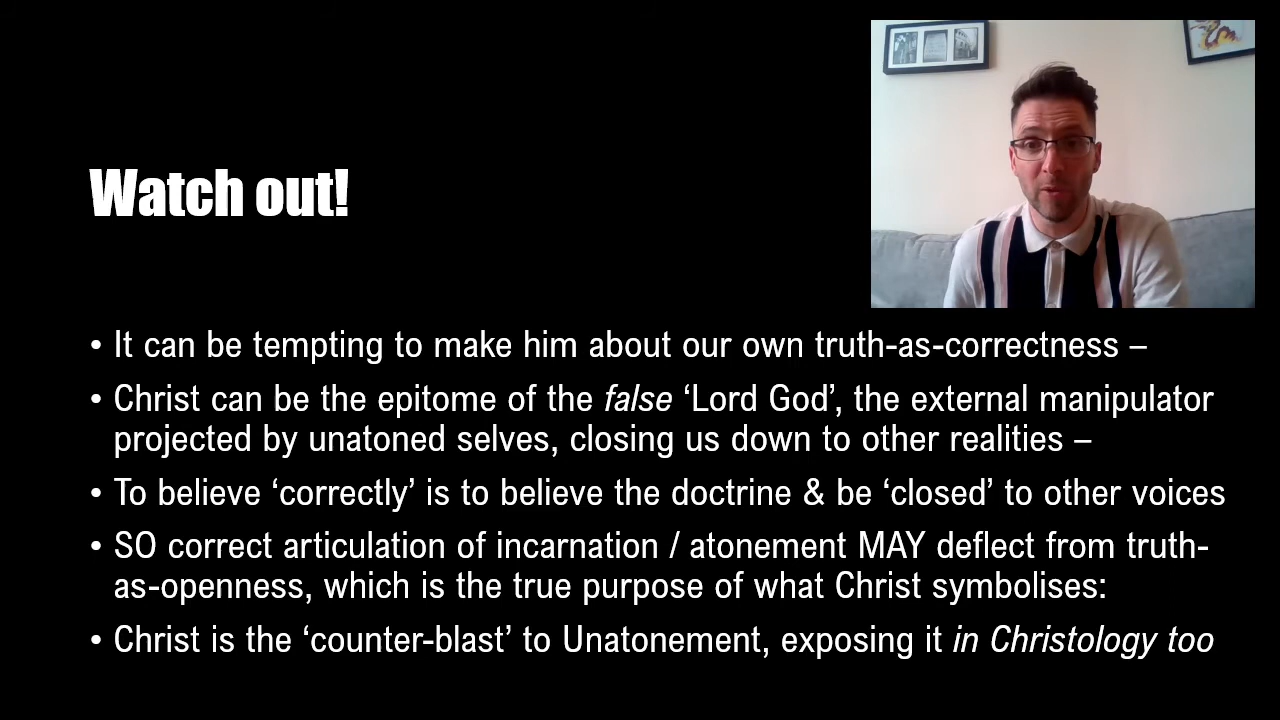 Watch out!
• It can be tempting to make him about our own truth-as-correctness –
• Christ can be the epitome of the false ‘Lord God’, the external manipulator
projected by unatoned selves, closing us down to other realities –
• To believe ‘correctly’ is to believe the doctrine & be ‘closed’ to other voices
• SO correct articulation of incarnation / atonement MAY deflect from truth-
as-openness, which is the true purpose of what Christ symbolises:
• Christ is the ‘counter-blast’ to Unatonement, exposing it in Christology too